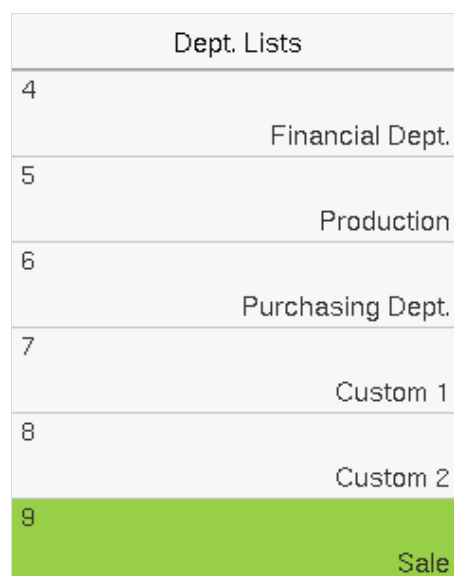 Dept. Lists
4
Financial Dept.
5
Production
6
Purchasing Dept.
7
Custom 1
8
Custom 2
9
Sale